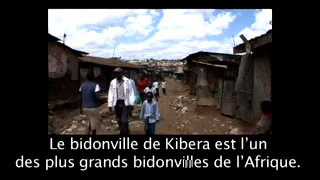 Le bidonville de Kibera est l'un
des plus grands bidonvilles de l'Afrique.